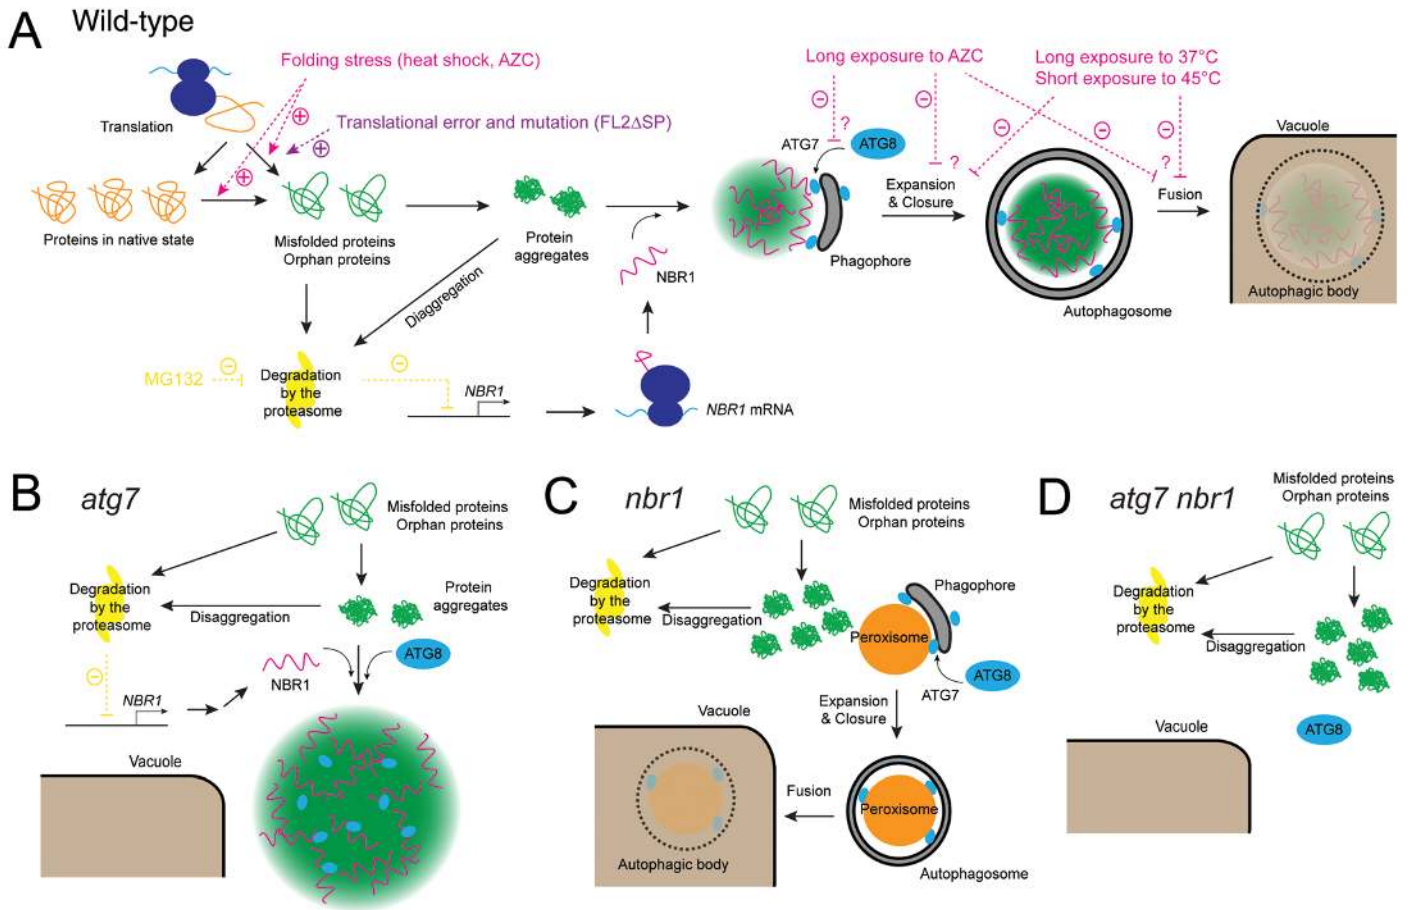 A
Wild-type
Folding stress (heat shock, AZC)
Translational error and mutation (FL2ΔSP)
Translation
Proteins in native state
Misfolded proteins
Orphan proteins
Protein
aggregates
Diaggregation
NBR1
MG132
Degradation
by the
proteasome
NBR1
NBR1 mRNA
Long exposure to AZC
Long exposure to 37°C
Short exposure to 45°C
?
ATG7
ATG8
Phagophore
?
Expansion
& Closure
Autophagosome
?
Fusion
Vacuole
Autophagic body
B
atg7
Misfolded proteins
Orphan proteins
Degradation
by the
proteasome
Disaggregation
Protein
aggregates
ATG8
NBR1
NBR1
Vacuole
C
nbr1
Misfolded proteins
Orphan proteins
Degradation
by the
proteasome
Disaggregation
Phagophore
Peroxisome
ATG8
ATG7
Expansion
& Closure
Vacuole
Fusion
Peroxisome
Autophagic body
Autophagosome
D
atg7 nbr1
Misfolded proteins
Orphan proteins
Degradation
by the
proteasome
Disaggregation
ATG8
Vacuole